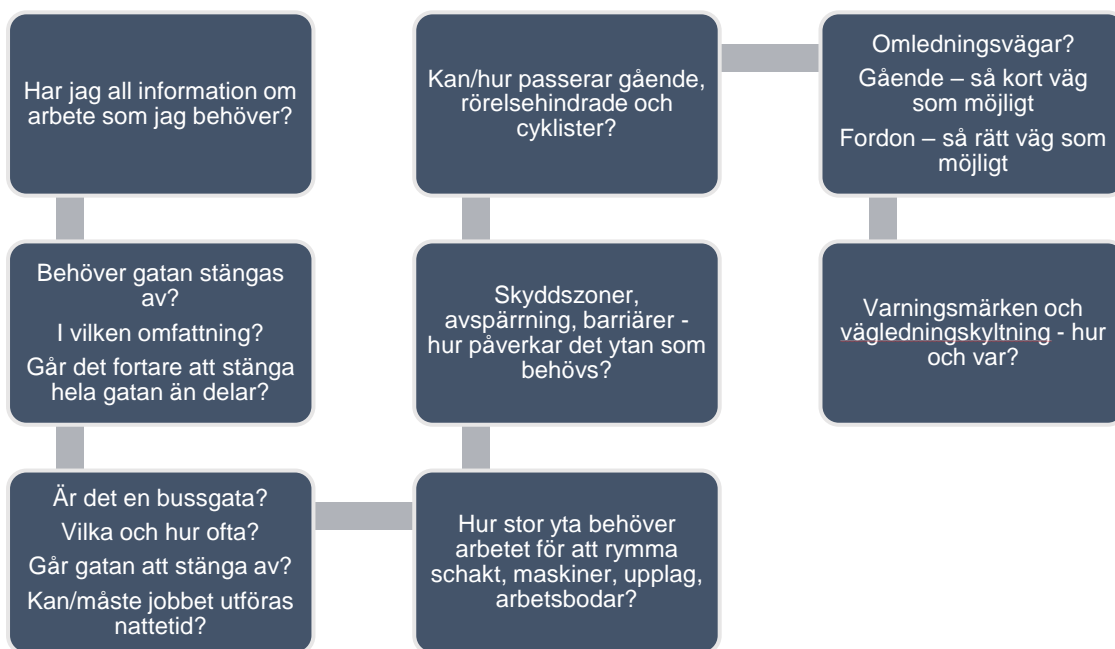 Har jag all information om
arbete som jag behöver?
Behöver gatan stängas
av?
I vilken omfattning?
Går det fortare att stänga
hela gatan än delar?
Är det en bussgata?
Vilka och hur ofta?
Går gatan att stänga av?
Kan/måste jobbet utföras
nattetid?
Hur stor yta behöver
arbetet för att rymma
schakt, maskiner, upplag,
arbetsbodar?
Skyddszoner,
avspärrning, barriärer -
hur påverkar det ytan som
behövs?
Kan/hur passerar gående,
rörelsehindrade och
cyklister?
Omledningsvägar?
Gående – så kort väg
som möjligt
Fordon – så rätt väg som
möjligt
Varningsmärken och
vägledningskyltning - hur
och var?